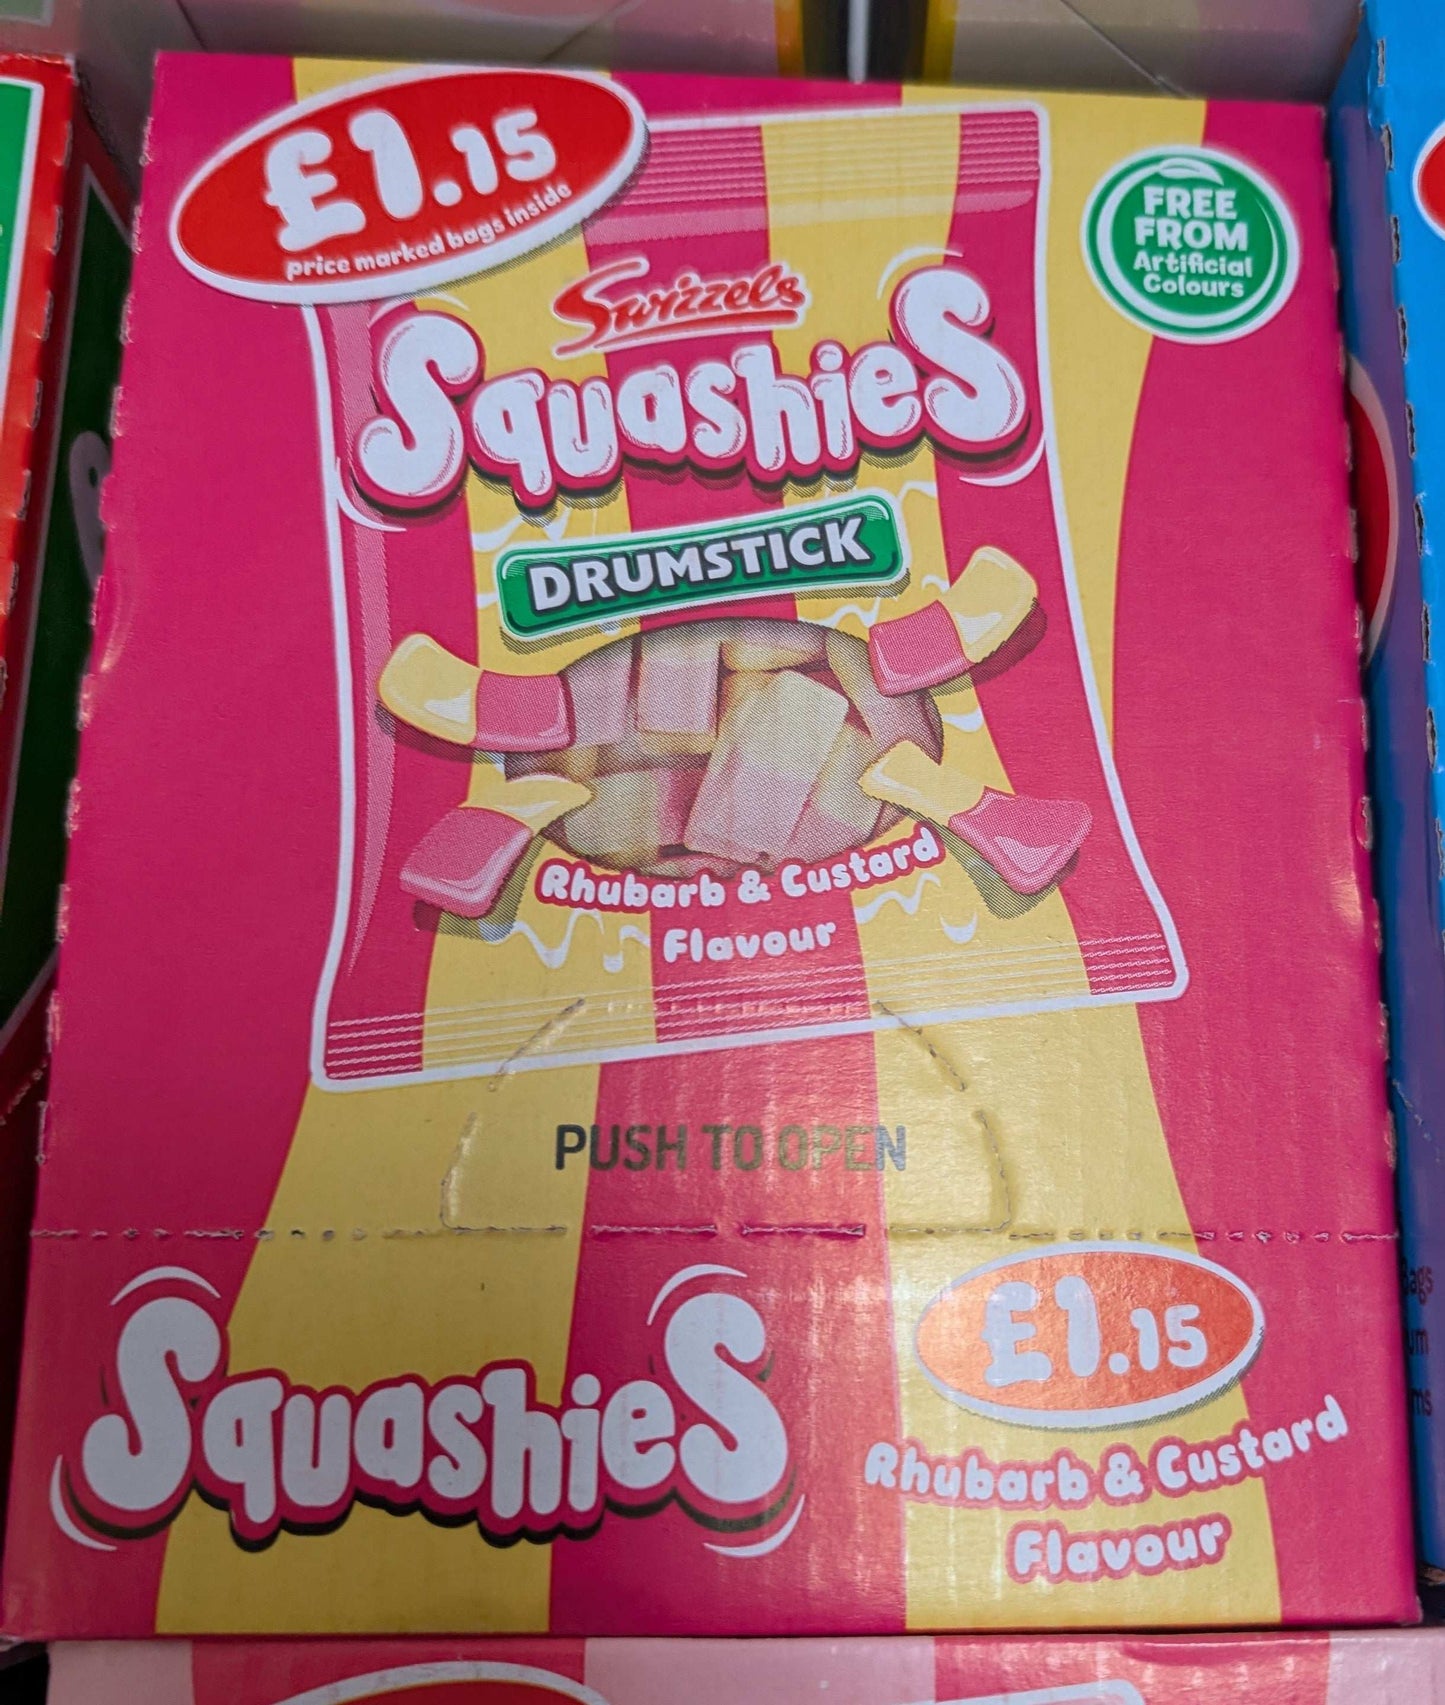 £1.15
price marked bags inside
FREE
FROM
Artificial
Colours
Swizzels
Squashies
DRUMSTICK
Rhubarb & Custard
Flavour
PUSH TO OPEN
Squashies
£1.15
Rhubarb & Custard
Flavour